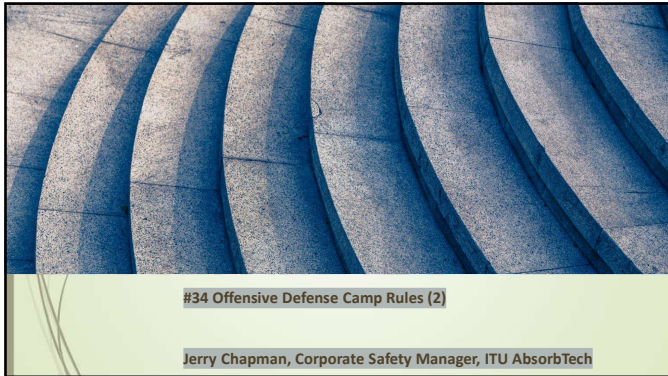 #34 Offensive Defense Camp Rules (2)
Jerry Chapman, Corporate Safety Manager, ITU AbsorbTech